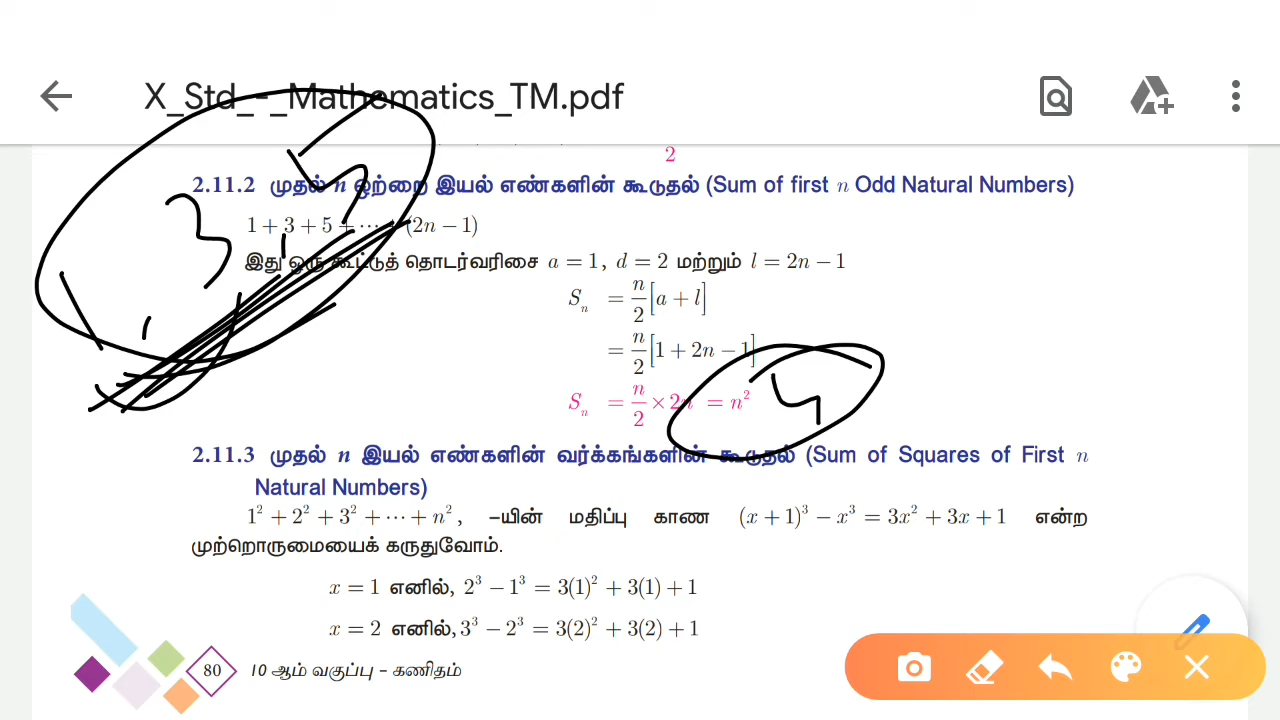 X_Std_-_Mathematics_TM.pdf
2
2.11.2 முதல் n ஒற்றை இயல் எண்களின் கூடுதல் (Sum of first n Odd Natural Numbers)
1 + 3 + 5 + ⋯ + (2n − 1)
இது ஒரு கூட்டுத் தொடர்வரிசை a = 1, d = 2 மற்றும் l = 2n − 1
Sₙ = n/2 [a + l]
= n/2 [1 + 2n − 1]
Sₙ = n/2 × 2n = n²
2.11.3 முதல் n இயல் எண்களின் வர்க்கங்களின் கூடுதல் (Sum of Squares of First n
Natural Numbers)
1² + 2² + 3² + ⋯ + n², –யின் மதிப்பு காண (x + 1)³ − x³ = 3x² + 3x + 1 என்ற
முற்றொருமையைக் கருதுவோம்.
x = 1 எனில், 2³ − 1³ = 3(1)² + 3(1) + 1
x = 2 எனில், 3³ − 2³ = 3(2)² + 3(2) + 1
80 10 ஆம் வகுப்பு – கணிதம்